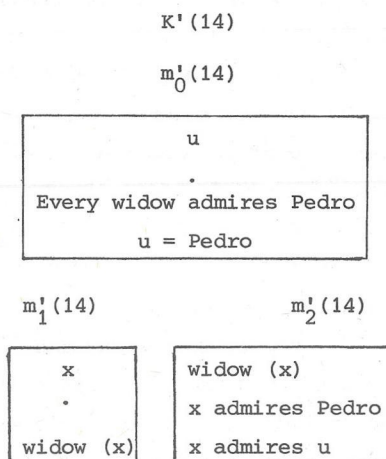 K'(14)
m'₀(14)
u
.
Every widow admires Pedro
u = Pedro
m'₁(14) m'₂(14)
x
.
widow (x)
widow (x)
x admires Pedro
x admires u